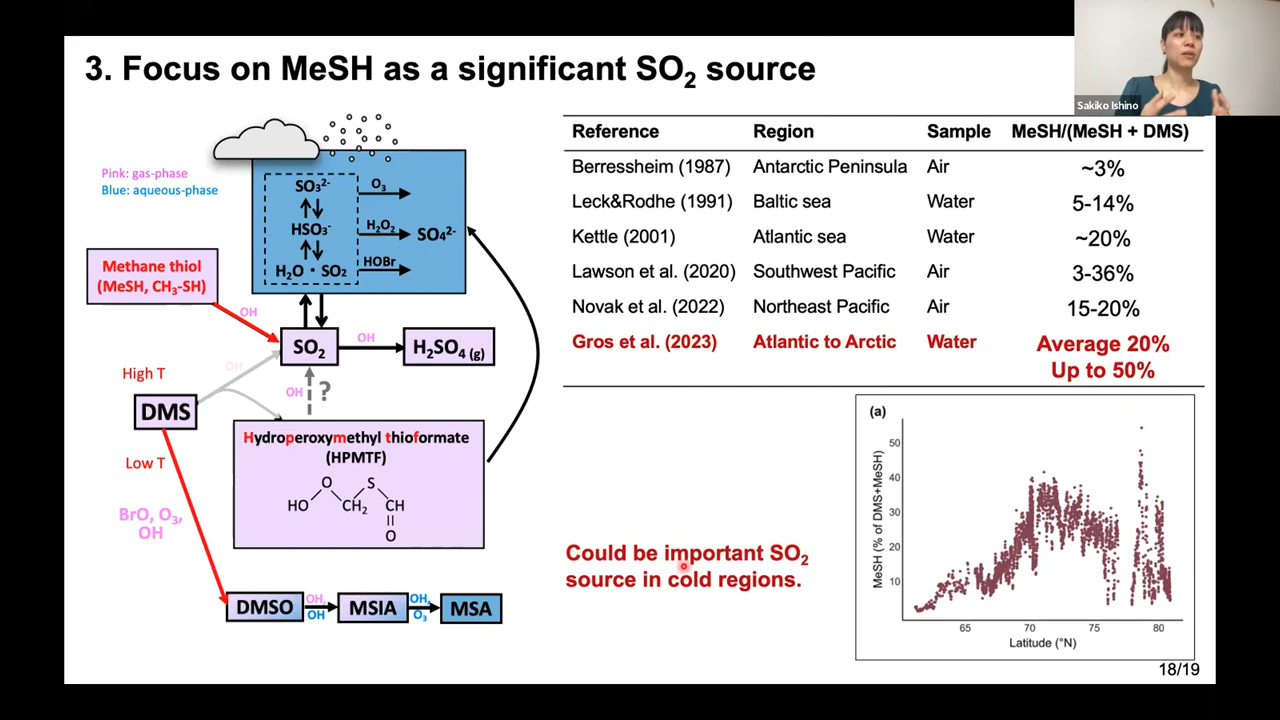 3. Focus on MeSH as a significant SO₂ source
Sakiko Ishino
Pink: gas-phase
Blue: aqueous-phase
SO₃²⁻
O₃
HSO₃⁻
H₂O₂
SO₄²⁻
H₂O・SO₂
HOBr
Methane thiol
(MeSH, CH₃-SH)
OH
SO₂
OH
H₂SO₄ (g)
OH
High T
OH
?
DMS
Low T
Hydroperoxymethyl thioformate
(HPMTF)
O
S
HO
CH₂
CH
O
BrO, O₃,
OH
DMSO
OH,
OH
MSIA
OH,
O₃
MSA
Reference Region Sample MeSH/(MeSH + DMS)
Berressheim (1987) Antarctic Peninsula Air ~3%
Leck&Rodhe (1991) Baltic sea Water 5-14%
Kettle (2001) Atlantic sea Water ~20%
Lawson et al. (2020) Southwest Pacific Air 3-36%
Novak et al. (2022) Northeast Pacific Air 15-20%
Gros et al. (2023) Atlantic to Arctic Water Average 20%
Up to 50%
Could be important SO₂
source in cold regions.
(a)
MeSH (% of DMS+MeSH)
50
40
30
20
10
65 70 75 80
Latitude (°N)
18/19